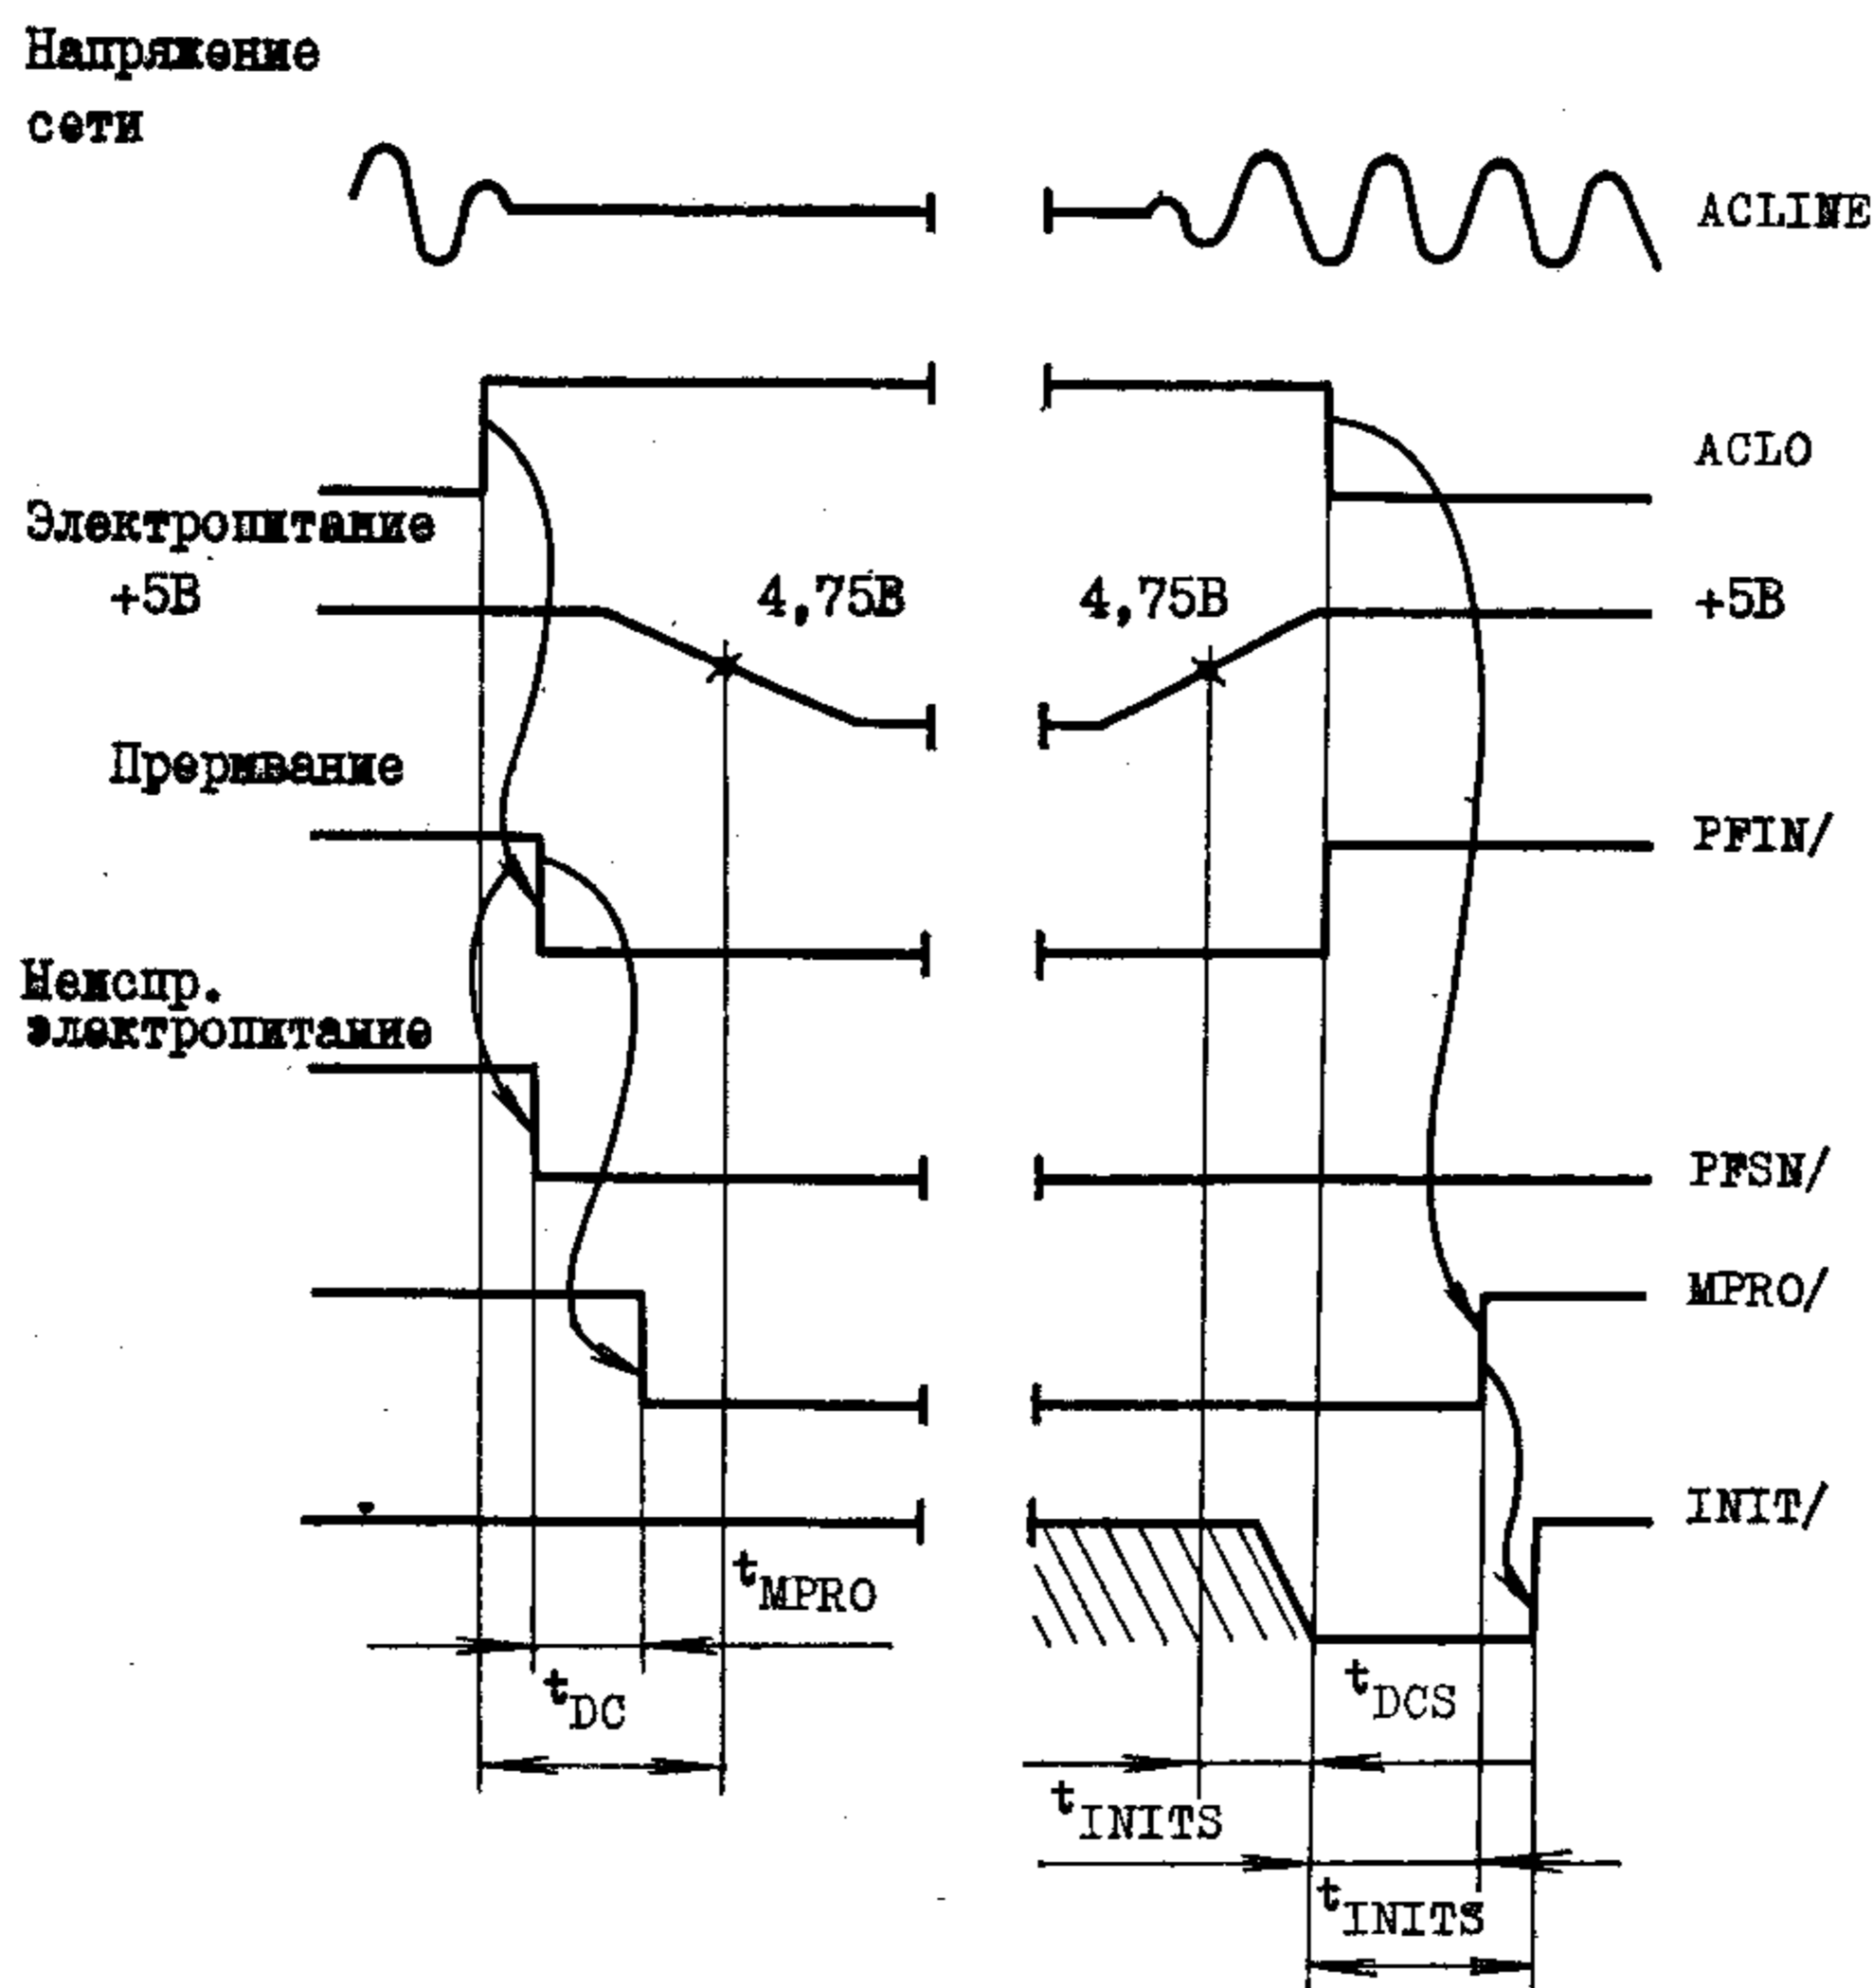 Напряжение
сети
ACLINE
ACLO
Электропитание
+5В
4,75В
4,75В
+5В
Прерывание
PFIN/
Неиспр.
электропитание
PFSN/
MPRO/
INIT/
tMPRO
tDC
tDCS
tINITS
tINITS